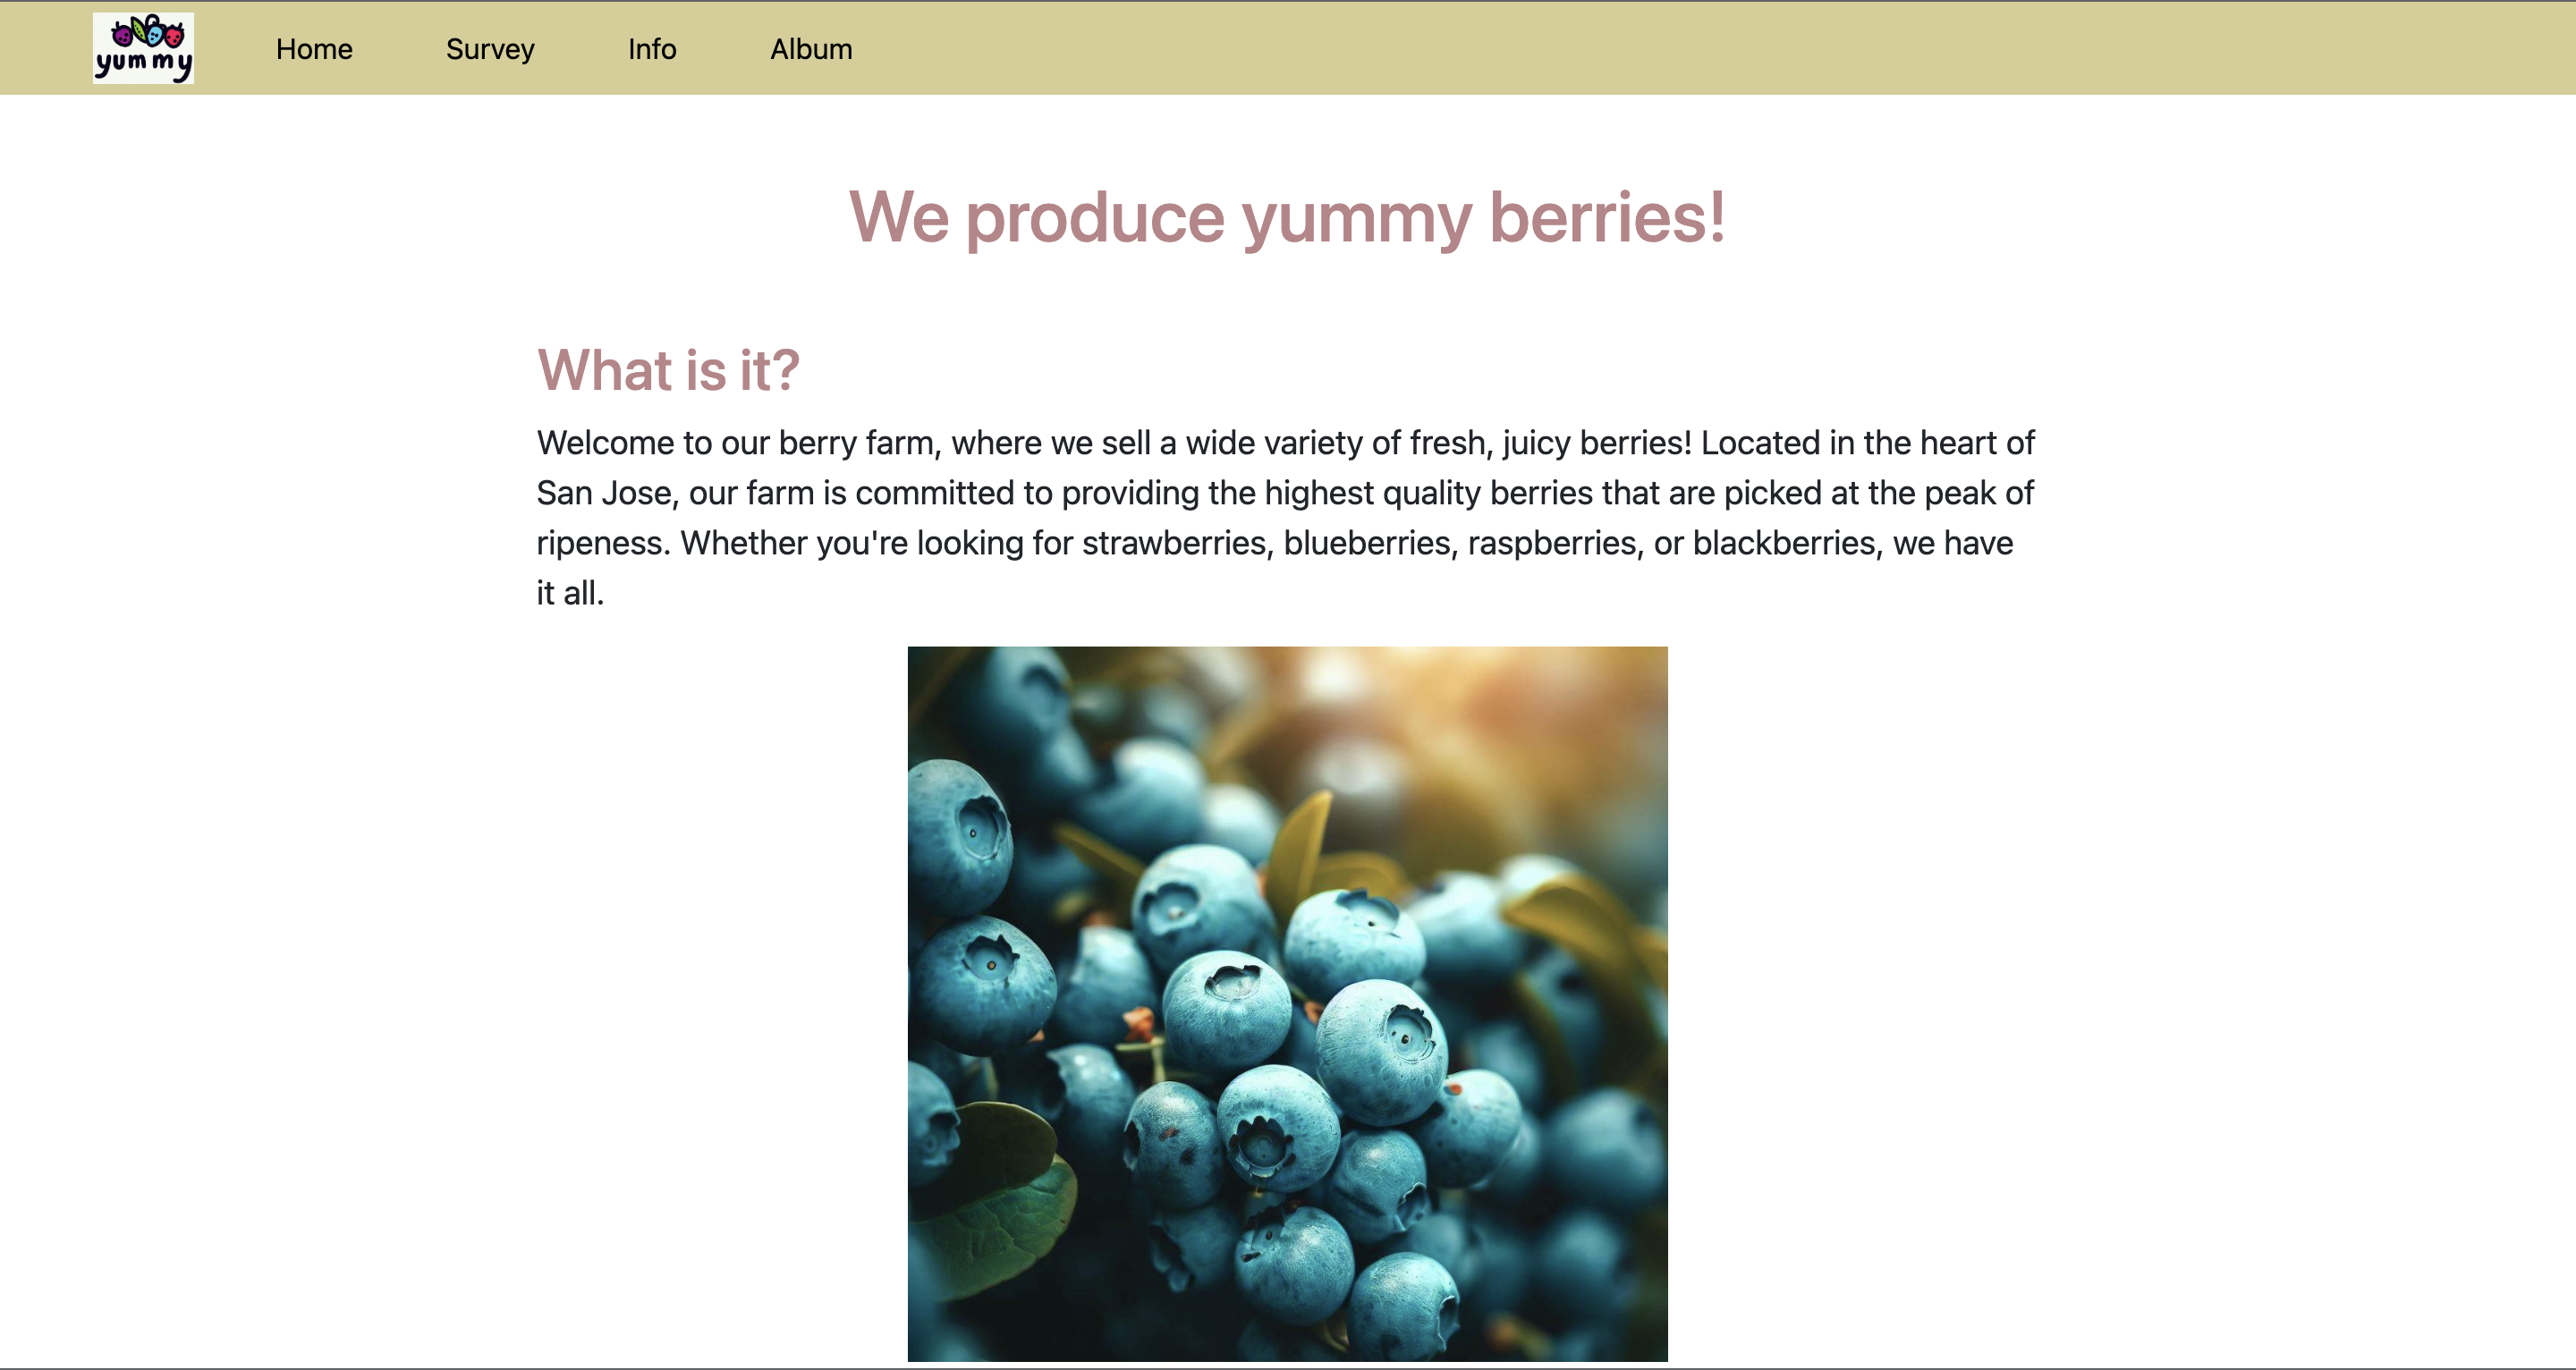 yummy
Home
Survey
Info
Album
We produce yummy berries!
What is it?
Welcome to our berry farm, where we sell a wide variety of fresh, juicy berries! Located in the heart of
San Jose, our farm is committed to providing the highest quality berries that are picked at the peak of
ripeness. Whether you're looking for strawberries, blueberries, raspberries, or blackberries, we have
it all.